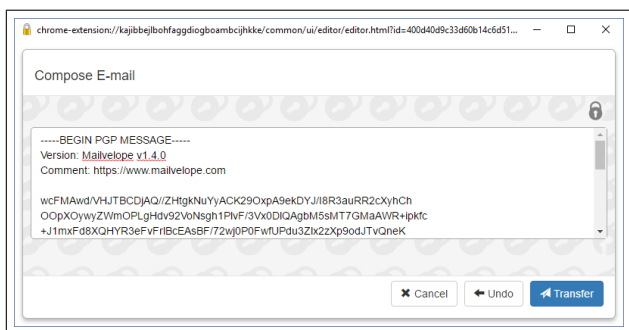 chrome-extension://kajibbejlbohfaggdiogboambcijhkke/common/ui/editor/editor.html?id=400d40d9c33d60b14c6d51...
Compose E-mail
-----BEGIN PGP MESSAGE-----
Version: Mailvelope v1.4.0
Comment: https://www.mailvelope.com
wcFMAwd/VHJTBCDjAQ//ZHtgkNuYyACK29OxpA9ekDYJ/I8R3auRR2cXyhCh
OOpXOywyZWmOPLgHdv92VoNsgh1PlvF/3Vx0DlQAgbM5sMT7GMaAWR+ipkfc
+J1mxFd8XQHYR3eFvFrlBcEAsBF/72wj0P0FwfUPdu3ZIx2zXp9odJTvQneK
Cancel
Undo
Transfer